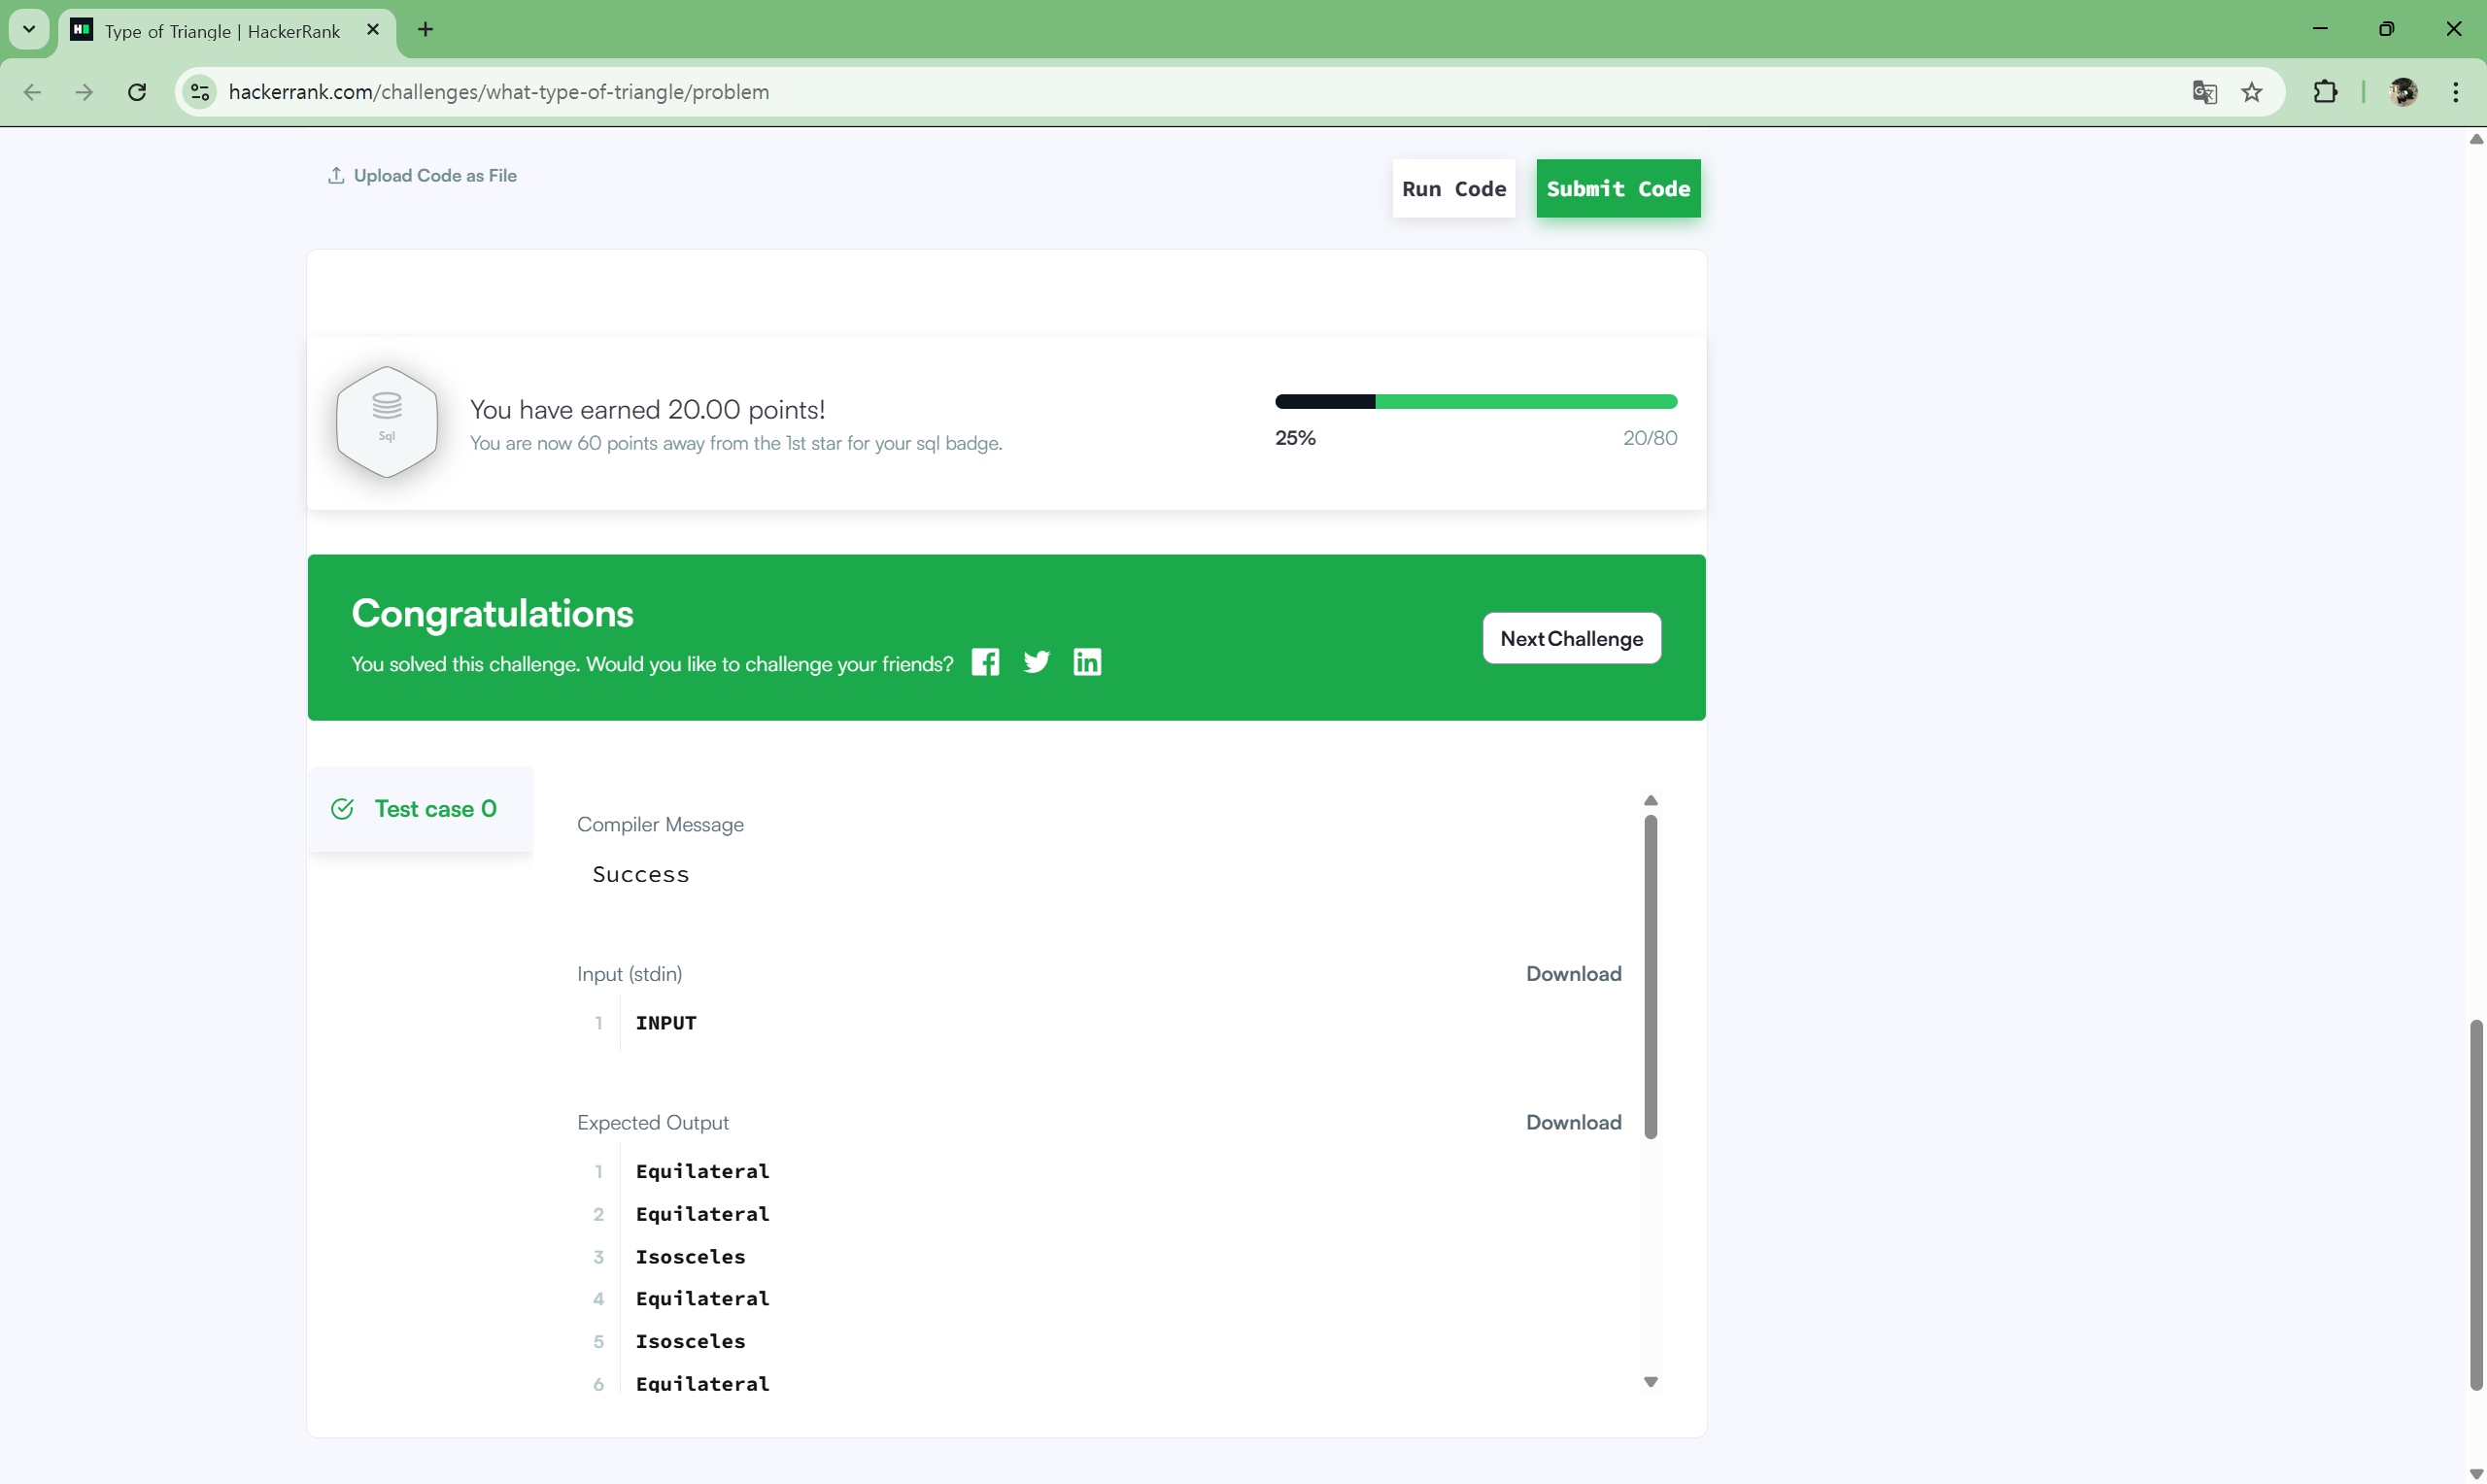 Type of Triangle | HackerRank
hackerrank.com/challenges/what-type-of-triangle/problem
Upload Code as File
Run Code
Submit Code
Sql
You have earned 20.00 points!
You are now 60 points away from the 1st star for your sql badge.
25%
20/80
Congratulations
You solved this challenge. Would you like to challenge your friends?
Next Challenge
Test case 0
Compiler Message
Success
Input (stdin)
Download
1 INPUT
Expected Output
Download
1 Equilateral
2 Equilateral
3 Isosceles
4 Equilateral
5 Isosceles
6 Equilateral